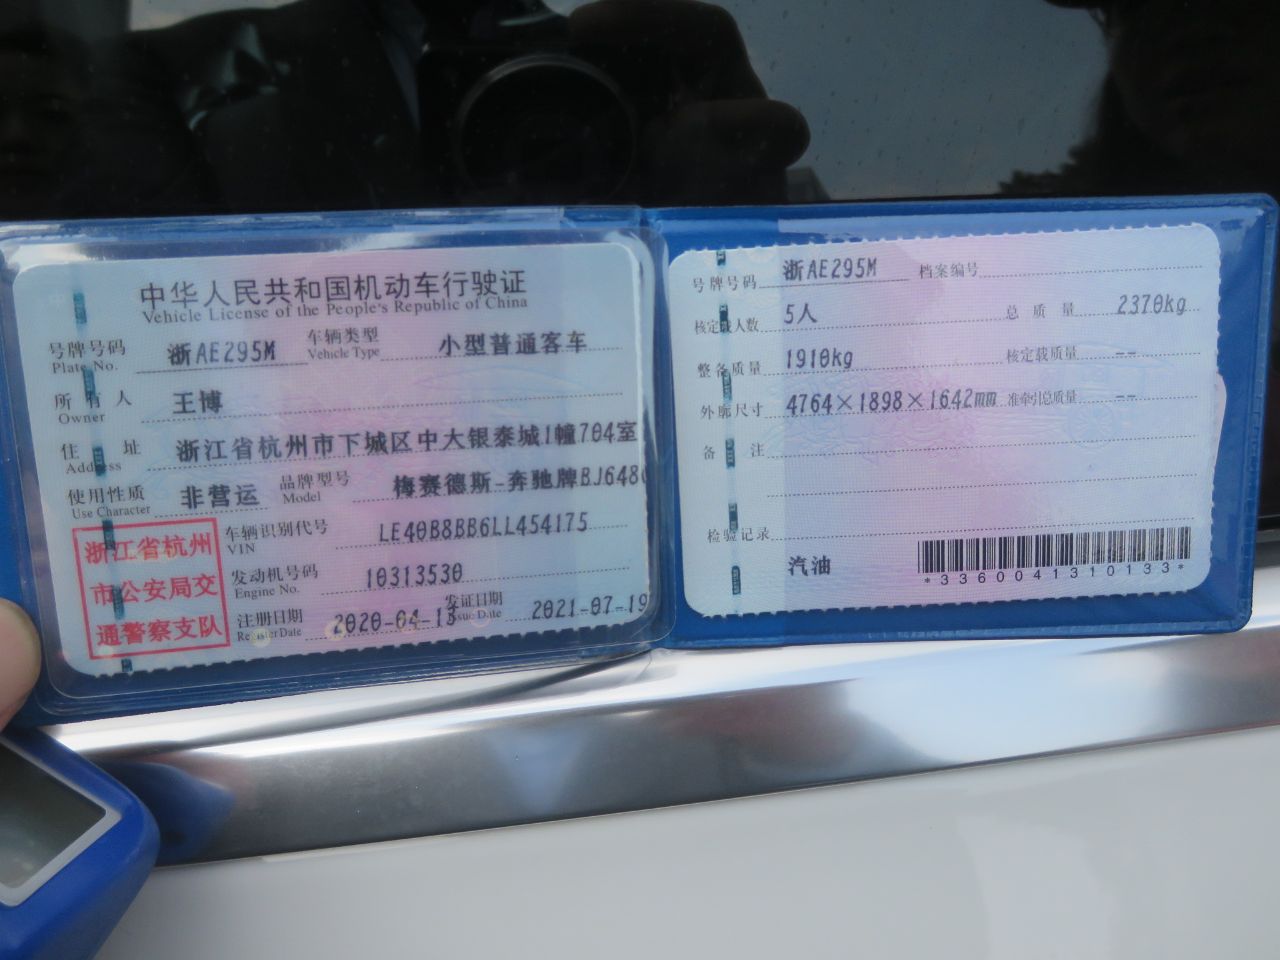 中华人民共和国机动车行驶证
Vehicle License of the People's Republic of China
号牌号码 浙AE295M 车辆类型 小型普通客车
Plate No. Vehicle Type
所有人 王博
Owner
住址 浙江省杭州市下城区中大银泰城1幢704室
Address
使用性质 非营运 品牌型号 梅赛德斯-奔驰牌BJ6480
Use Character Model
浙江省杭州
市公安局交
通警察支队
车辆识别代号 LE40B8BB6LL454175
VIN
发动机号码 10313530
Engine No.
注册日期 2020-04-13 发证日期 2021-07-19
Register Date Issue Date
号牌号码 浙AE295M 档案编号
核定载人数 5人 总质量 2370kg
整备质量 1910kg 核定载质量 --
外廓尺寸 4764×1898×1642mm 准牵引总质量 --
备注
检验记录
汽油
*3360041310133*